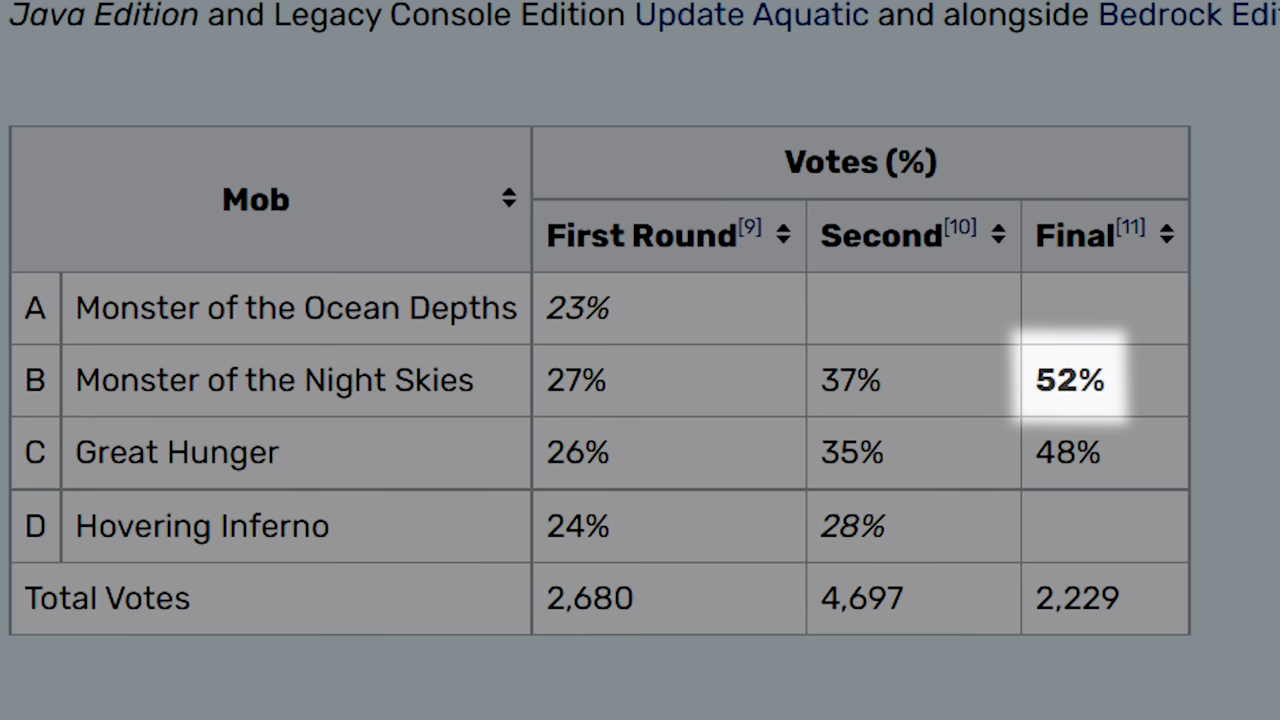 Java Edition and Legacy Console Edition Update Aquatic and alongside Bedrock Edi
Votes (%)
Mob
First Round[9] Second[10] Final[11]
A Monster of the Ocean Depths 23%
B Monster of the Night Skies 27% 37% 52%
C Great Hunger 26% 35% 48%
D Hovering Inferno 24% 28%
Total Votes 2,680 4,697 2,229